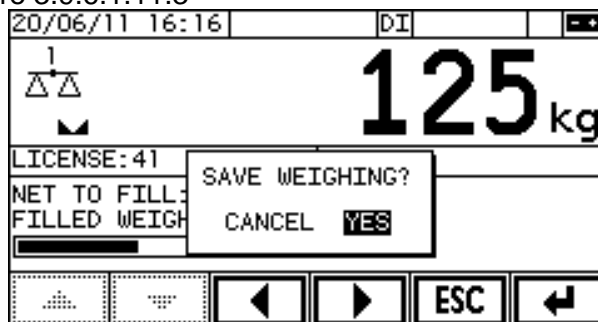 20/06/11 16:16 DI
1
125 kg
LICENSE:41
SAVE WEIGHING?
NET TO FILL:
FILLED WEIGH
CANCEL YES
ESC